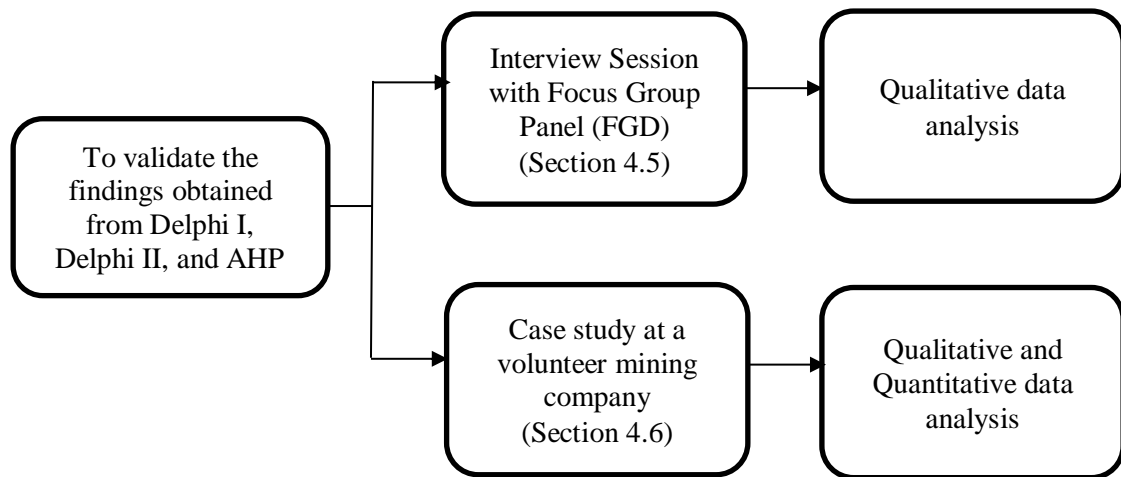 To validate the
findings obtained
from Delphi I,
Delphi II, and AHP
Interview Session
with Focus Group
Panel (FGD)
(Section 4.5)
Qualitative data
analysis
Case study at a
volunteer mining
company
(Section 4.6)
Qualitative and
Quantitative data
analysis